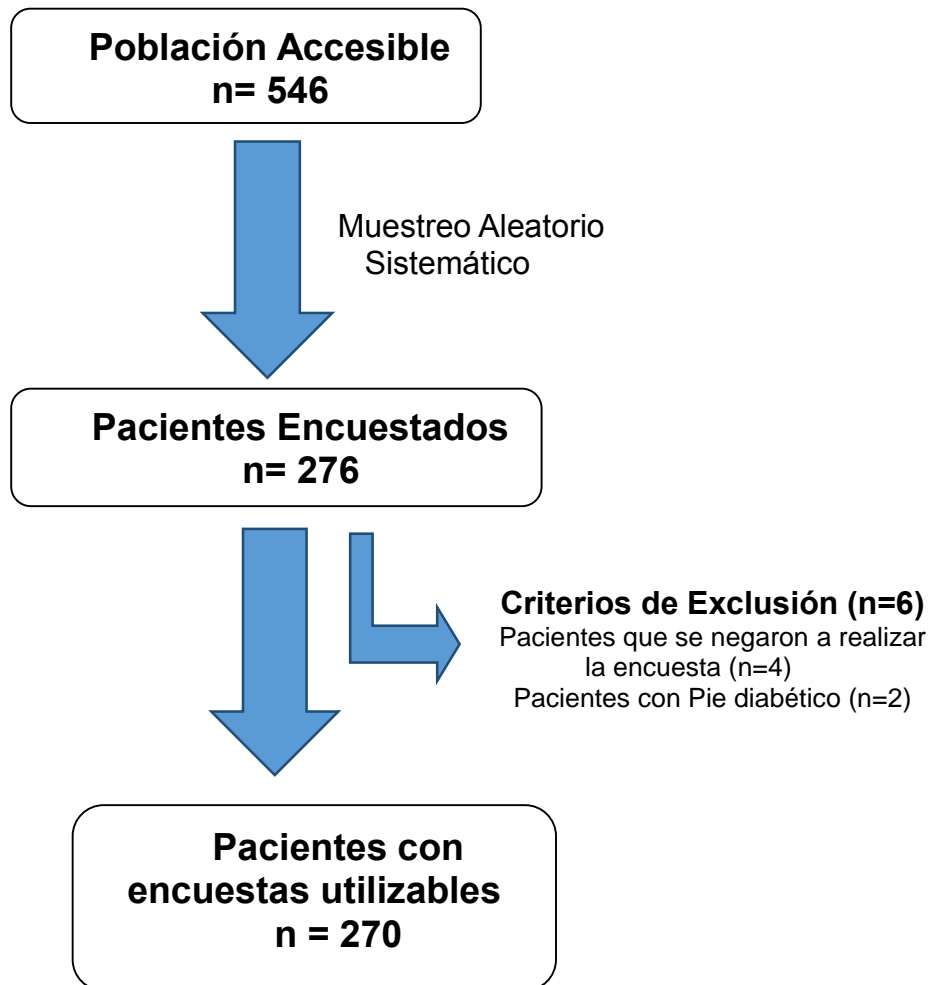 Población Accesible
n= 546
Muestreo Aleatorio
Sistemático
Pacientes Encuestados
n= 276
Criterios de Exclusión (n=6)
Pacientes que se negaron a realizar
la encuesta (n=4)
Pacientes con Pie diabético (n=2)
Pacientes con
encuestas utilizables
n = 270